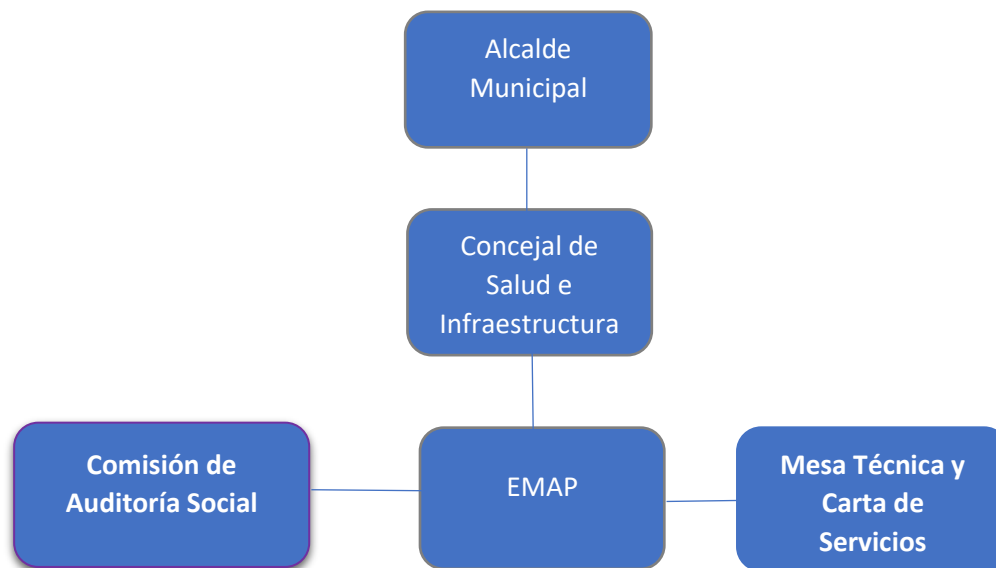 Alcalde
Municipal
Concejal de
Salud e
Infraestructura
Comisión de
Auditoría Social
EMAP
Mesa Técnica y
Carta de
Servicios